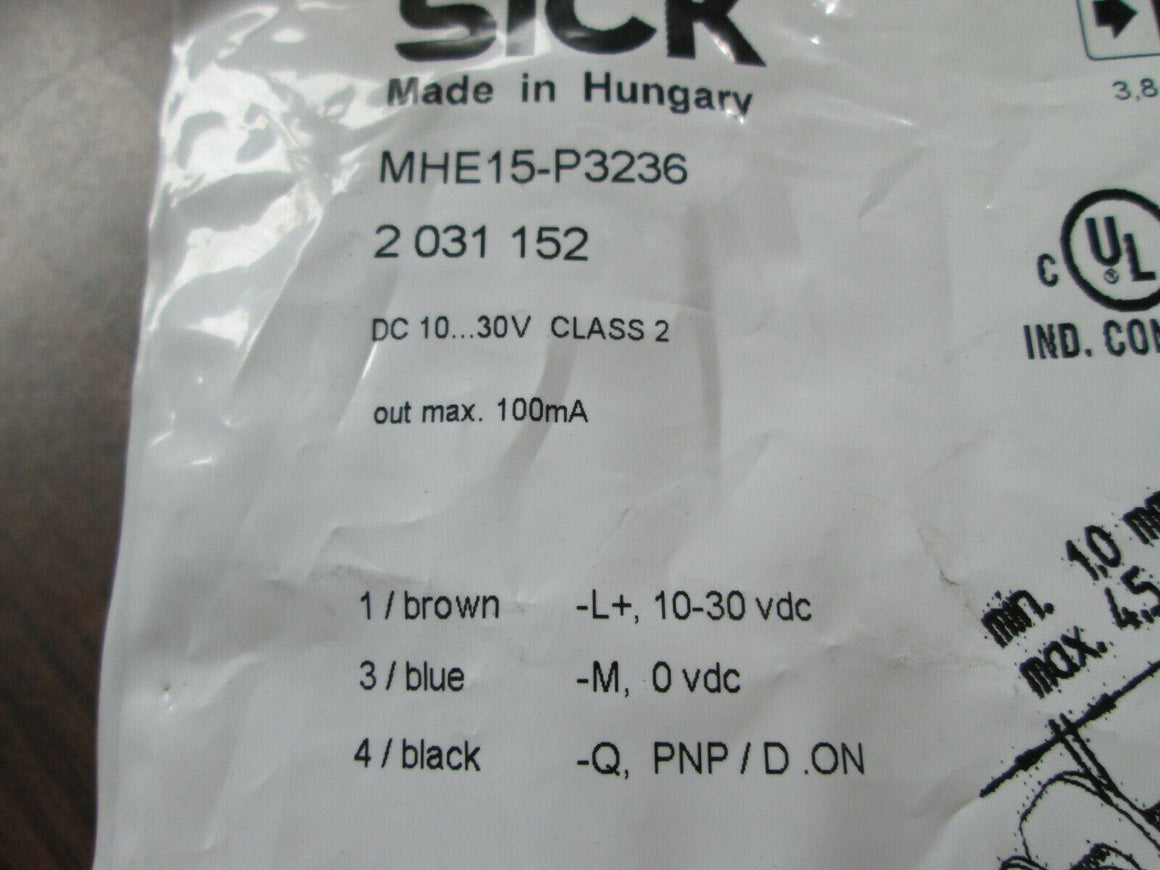 SICK
Made in Hungary
3,8
MHE15-P3236
2 031 152
c UL ®
IND. CON
DC 10...30V CLASS 2
out max. 100mA
min. 1,0
max. 4,5
1 / brown -L+, 10-30 vdc
3 / blue -M, 0 vdc
4 / black -Q, PNP / D .ON